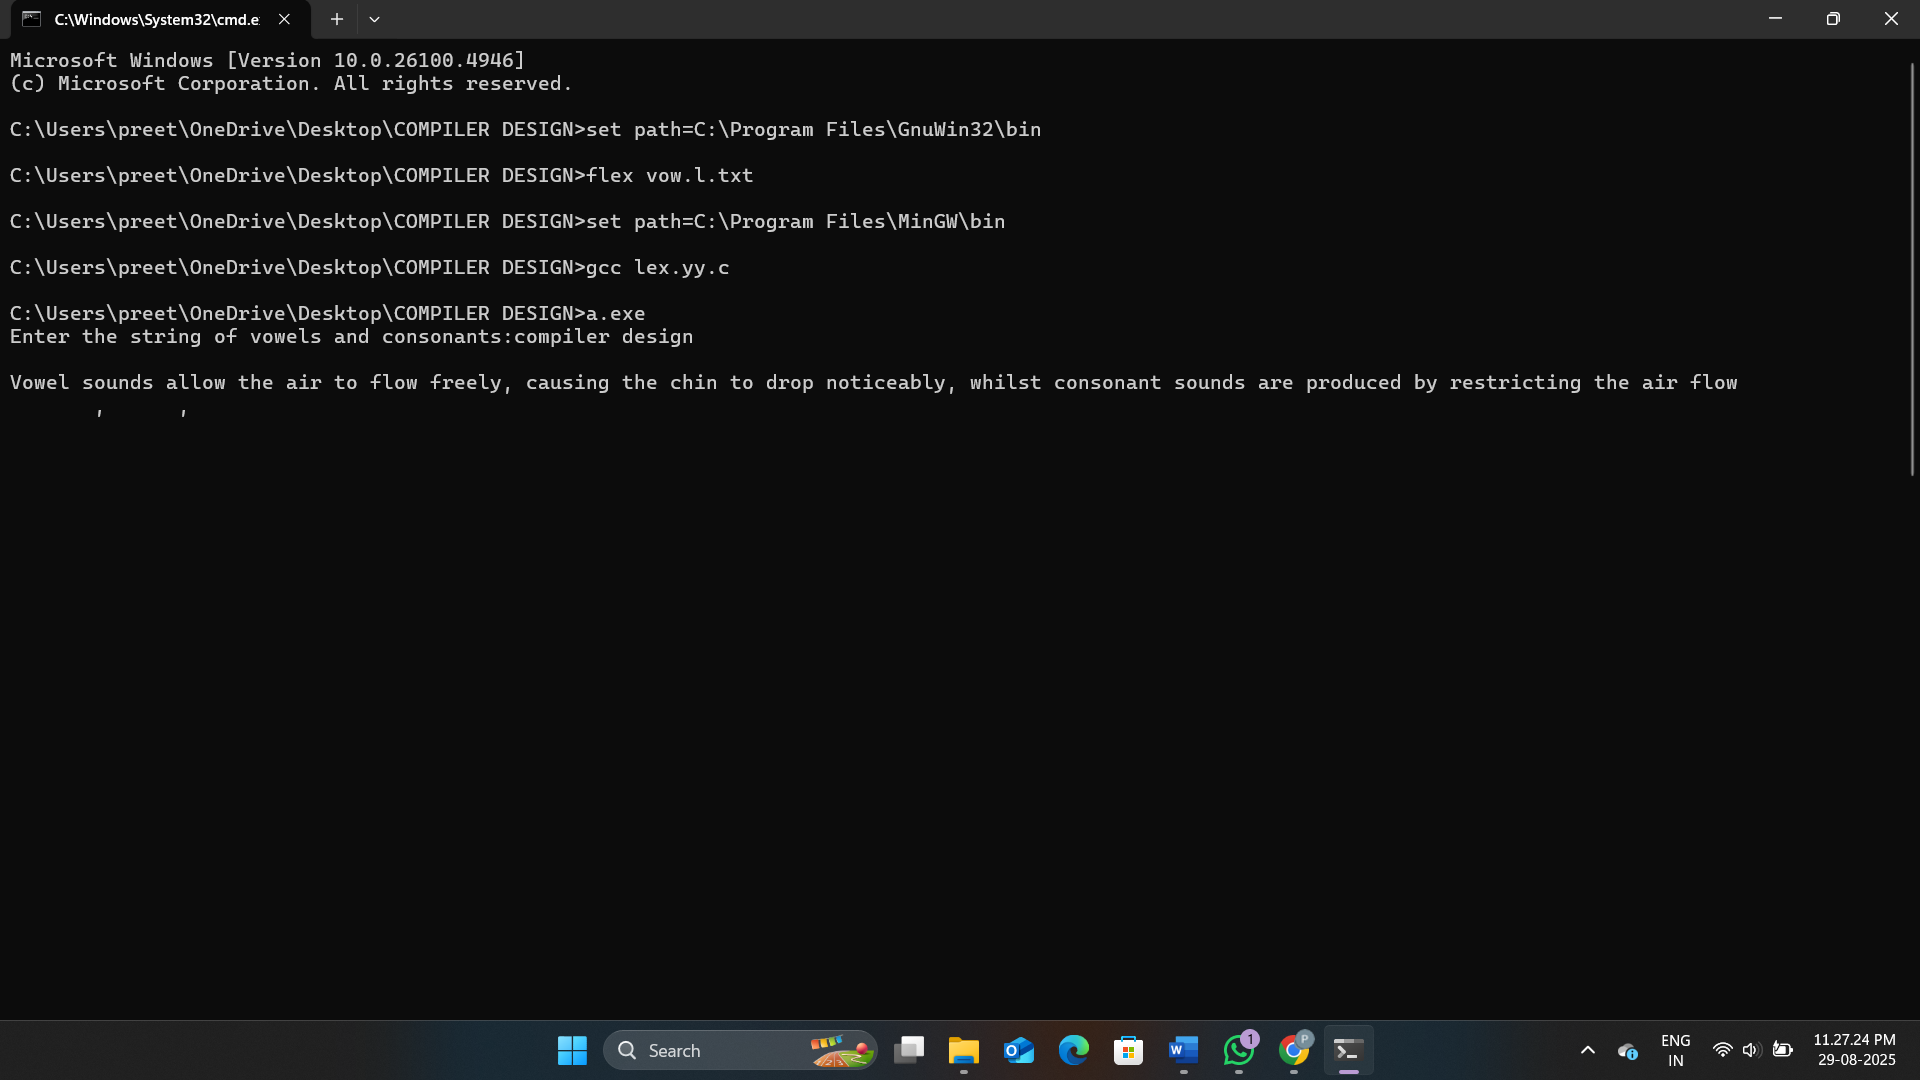 C:\Windows\System32\cmd.e
Microsoft Windows [Version 10.0.26100.4946]
(c) Microsoft Corporation. All rights reserved.
C:\Users\preet\OneDrive\Desktop\COMPILER DESIGN>set path=C:\Program Files\GnuWin32\bin
C:\Users\preet\OneDrive\Desktop\COMPILER DESIGN>flex vow.l.txt
C:\Users\preet\OneDrive\Desktop\COMPILER DESIGN>set path=C:\Program Files\MinGW\bin
C:\Users\preet\OneDrive\Desktop\COMPILER DESIGN>gcc lex.yy.c
C:\Users\preet\OneDrive\Desktop\COMPILER DESIGN>a.exe
Enter the string of vowels and consonants:compiler design
Vowel sounds allow the air to flow freely, causing the chin to drop noticeably, whilst consonant sounds are produced by restricting the air flow
, ,
Search
W
1
P
ENG
IN
11.27.24 PM
29-08-2025